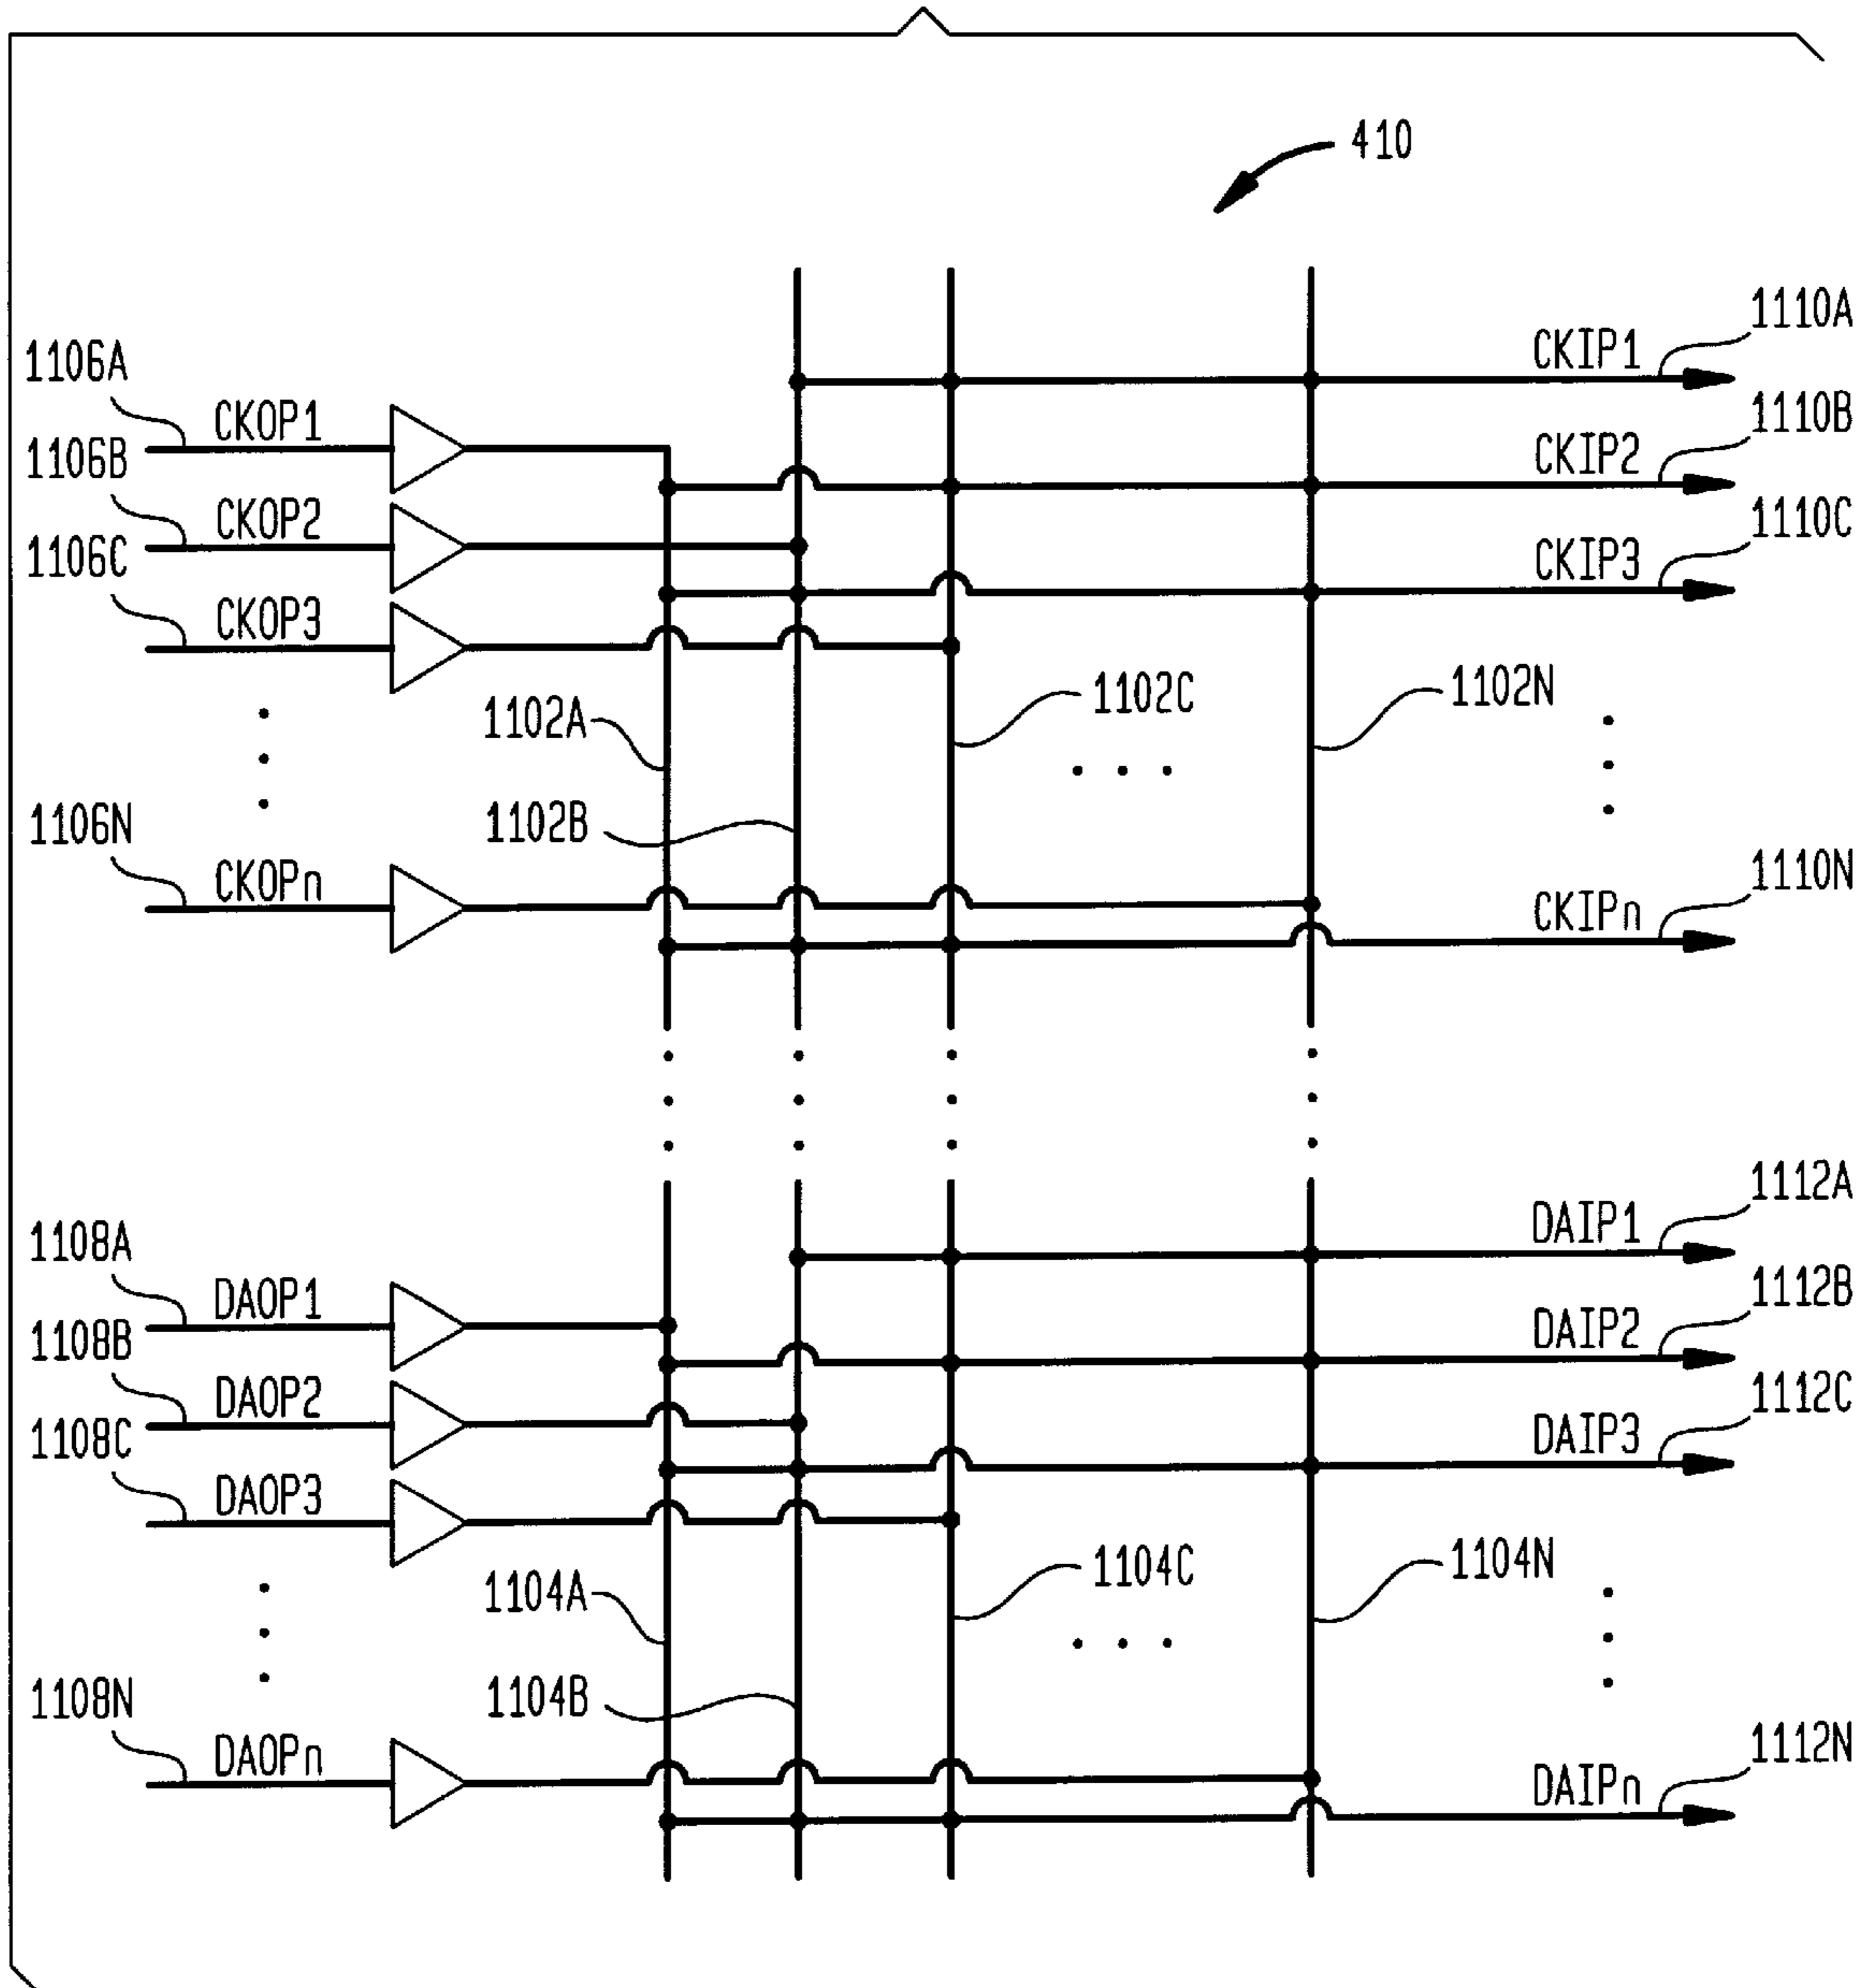 410
1110A
CKIP1
1106A
1110B
CKOP1
CKIP2
1106B
1110C
CKOP2
CKIP3
1106C
CKOP3
1102C
1102N
1102A
1102B
1106N
1110N
CKOPn
CKIPn
1112A
DAIP1
1108A
1112B
DAOP1
DAIP2
1108B
1112C
DAOP2
DAIP3
1108C
DAOP3
1104C
1104N
1104A
1104B
1108N
1112N
DAOPn
DAIPn